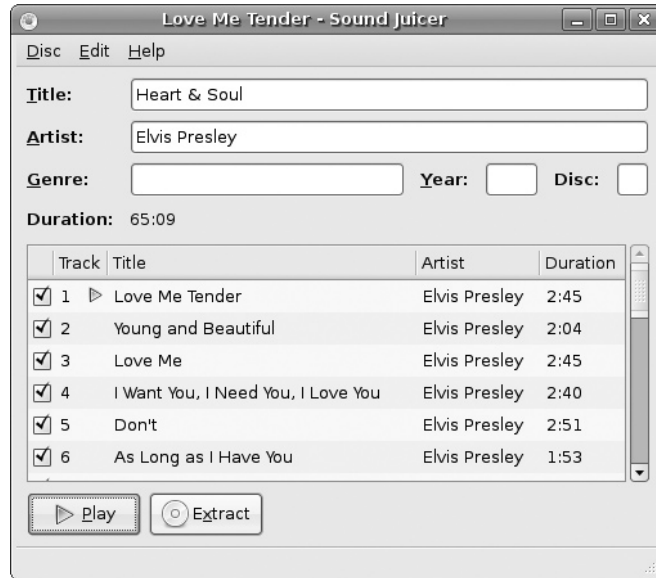 Love Me Tender - Sound Juicer
Disc Edit Help
Title: Heart & Soul
Artist: Elvis Presley
Genre: Year: Disc:
Duration: 65:09
Track Title Artist Duration
1 Love Me Tender Elvis Presley 2:45
2 Young and Beautiful Elvis Presley 2:04
3 Love Me Elvis Presley 2:45
4 I Want You, I Need You, I Love You Elvis Presley 2:40
5 Don't Elvis Presley 2:51
6 As Long as I Have You Elvis Presley 1:53
Play Extract